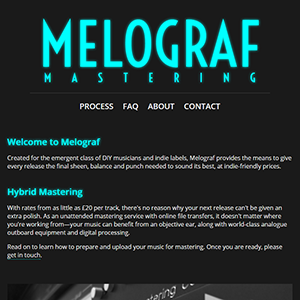 MELOGRAF
MASTERING
PROCESS FAQ ABOUT CONTACT
Welcome to Melograf
Created for the emergent class of DIY musicians and indie labels, Melograf provides the means to give
every release the final sheen, balance and punch needed to sound its best, at indie-friendly prices.
Hybrid Mastering
With rates from as little as £20 per track, there's no reason why your next release can't be given an
extra polish. As an unattended mastering service with online file transfers, it doesn't matter where
you're working from—your music can benefit from an objective ear, along with world-class analogue
outboard equipment and digital processing.
Read on to learn how to prepare and upload your music for mastering. Once you are ready, please
get in touch.